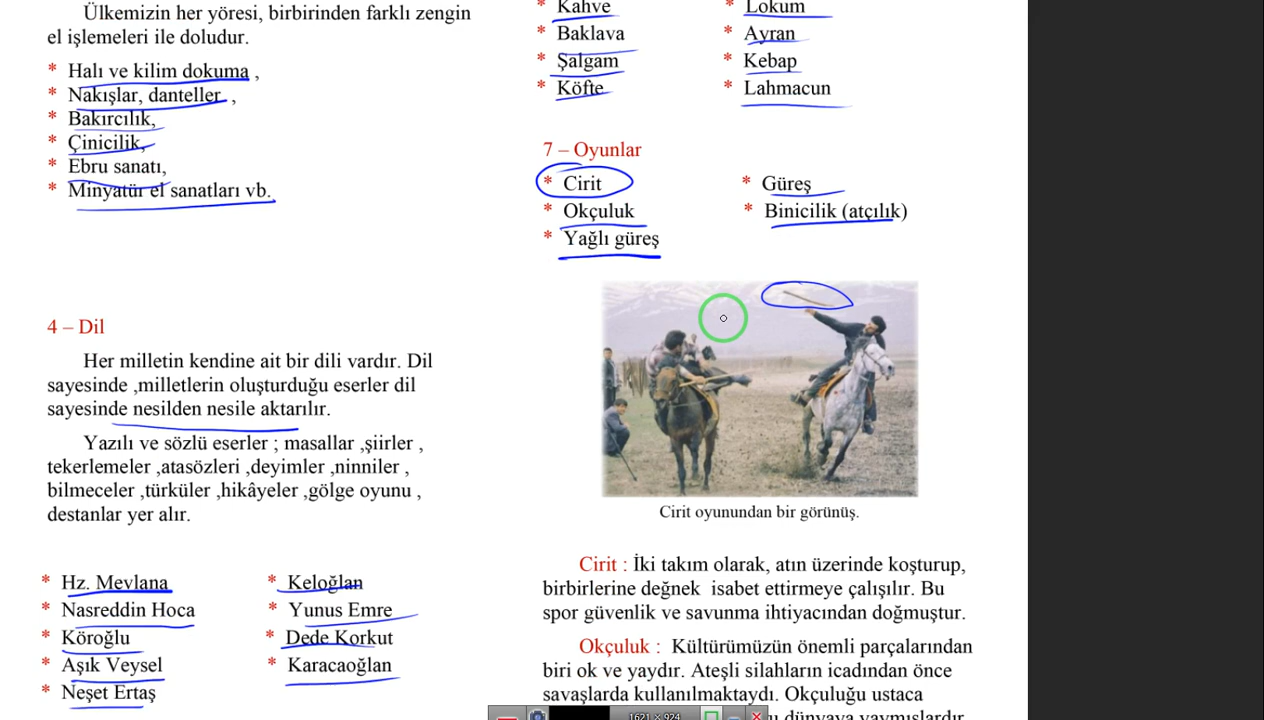 Ülkemizin her yöresi, birbirinden farklı zengin
el işlemeleri ile doludur.
* Halı ve kilim dokuma ,
* Nakışlar, danteller ,
* Bakırcılık,
* Çinicilik,
* Ebru sanatı,
* Minyatür el sanatları vb.
4 – Dil
Her milletin kendine ait bir dili vardır. Dil
sayesinde ,milletlerin oluşturduğu eserler dil
sayesinde nesilden nesile aktarılır.
Yazılı ve sözlü eserler ; masallar ,şiirler ,
tekerlemeler ,atasözleri ,deyimler ,ninniler ,
bilmeceler ,türküler ,hikâyeler ,gölge oyunu ,
destanlar yer alır.
* Hz. Mevlana * Keloğlan
* Nasreddin Hoca * Yunus Emre
* Köroğlu * Dede Korkut
* Aşık Veysel * Karacaoğlan
* Neşet Ertaş
* Kahve * Lokum
* Baklava * Ayran
* Şalgam * Kebap
* Köfte * Lahmacun
7 – Oyunlar
* Cirit * Güreş
* Okçuluk * Binicilik (atçılık)
* Yağlı güreş
Cirit oyunundan bir görünüş.
Cirit : İki takım olarak, atın üzerinde koşturup,
birbirlerine değnek isabet ettirmeye çalışılır. Bu
spor güvenlik ve savunma ihtiyacından doğmuştur.
Okçuluk : Kültürümüzün önemli parçalarından
biri ok ve yaydır. Ateşli silahların icadından önce
savaşlarda kullanılmaktaydı. Okçuluğu ustaca
dünyaya yaymışlardır
1621 × 924